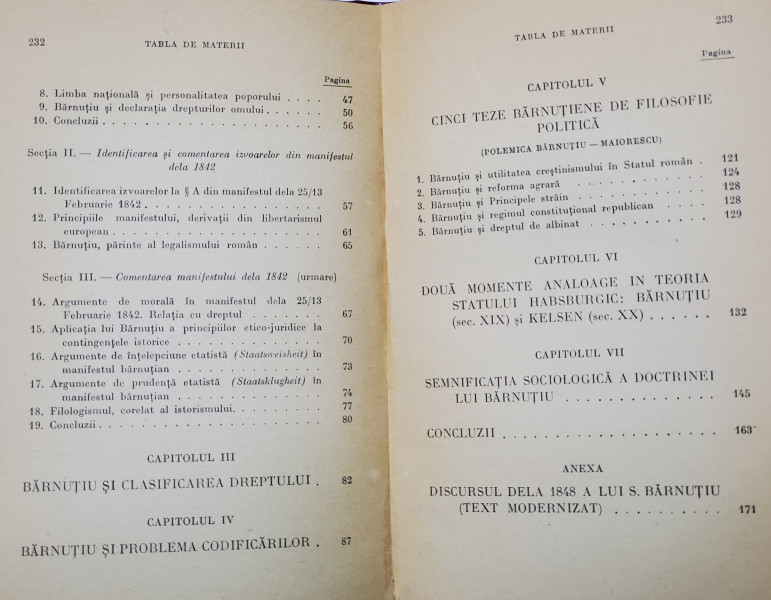 232
TABLA DE MATERII
Pagina
8. Limba națională și personalitatea poporului . . . . 47
9. Bărnuțiu și declarația drepturilor omului . . . . . . 50
10. Concluzii . . . . . . . . . . . . . . . . . . . . 56
Secția II. — Identificarea și comentarea izvoarelor din manifestul
dela 1842
11. Identificarea izvoarelor la § A din manifestul dela 25/13
Februarie 1842 . . . . . . . . . . . . . . . . . 57
12. Principiile manifestului, derivații din libertarismul
european . . . . . . . . . . . . . . . . . . . . 61
13. Bărnuțiu, părinte al legalismului român . . . . . . . 65
Secția III. — Comentarea manifestului dela 1842 (urmare)
14. Argumente de morală în manifestul dela 25/13
Februarie 1842. Relația cu dreptul . . . . . . . 67
15. Aplicația lui Bărnuțiu a principiilor etico-juridice la
contingențele istorice . . . . . . . . . . . . . . 70
16. Argumente de înțelepciune etatistă (Staatsweisheit) în
manifestul bărnuțian . . . . . . . . . . . . . . 73
17. Argumente de prudență etatistă (Staatsklugheit) în
manifestul bărnuțian . . . . . . . . . . . . . . 74
18. Filologismul, corelat al istorismului. . . . . . . . . 77
19. Concluzii . . . . . . . . . . . . . . . . . . . . 80
CAPITOLUL III
BĂRNUȚIU ȘI CLASIFICAREA DREPTULUI . 82
CAPITOLUL IV
BĂRNUȚIU ȘI PROBLEMA CODIFICĂRILOR . 87
233
TABLA DE MATERII
Pagina
CAPITOLUL V
CINCI TEZE BĂRNUȚIENE DE FILOSOFIE
POLITICĂ
(POLEMICA BĂRNUȚIU — MAIORESCU)
1. Bărnuțiu și utilitatea creștinismului în Statul român . 121
2. Bărnuțiu și reforma agrară . . . . . . . . . . . 124
3. Bărnuțiu și Principele străin . . . . . . . . . . . 128
4. Bărnuțiu și regimul constituțional republican . . . . 128
5. Bărnuțiu și dreptul de albinat . . . . . . . . . . 129
CAPITOLUL VI
DOUĂ MOMENTE ANALOAGE IN TEORIA
STATULUI HABSBURGIC: BĂRNUȚIU
(sec. XIX) și KELSEN (sec. XX) . . . . . . 132
CAPITOLUL VII
SEMNIFICAȚIA SOCIOLOGICĂ A DOCTRINEI
LUI BĂRNUȚIU . . . . . . . . . . . . . . 145
CONCLUZII . . . . . . . . . . . . . . . . . . . 163
ANEXA
DISCURSUL DELA 1848 A LUI S. BĂRNUȚIU
(TEXT MODERNIZAT) . . . . . . . . . . 171